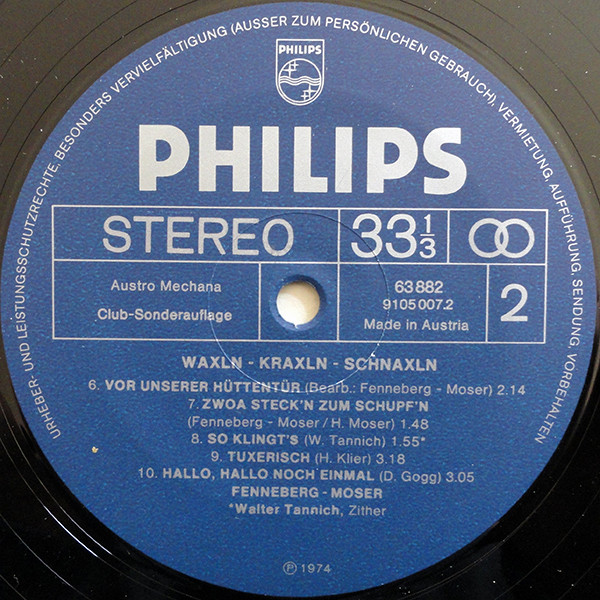 URHEBER- UND LEISTUNGSSCHUTZRECHTE, BESONDERS VERVIELFÄLTIGUNG (AUSSER ZUM PERSÖNLICHEN GEBRAUCH), VERMIETUNG, AUFFÜHRUNG, SENDUNG, VORBEHALTEN
PHILIPS
PHILIPS
STEREO
33 1/3
Austro Mechana
Club-Sonderauflage
63 882
9105 007.2
Made in Austria
2
WAXLN - KRAXLN - SCHNAXLN
6. VOR UNSERER HÜTTENTÜR (Bearb.: Fenneberg - Moser) 2.14
7. ZWOA STECK'N ZUM SCHUPF'N
(Fenneberg - Moser / H. Moser) 1.48
8. SO KLINGT'S (W. Tannich) 1.55*
9. TUXERISCH (H. Klier) 3.18
10. HALLO, HALLO NOCH EINMAL (D. Gogg) 3.05
FENNEBERG - MOSER
*Walter Tannich, Zither
Ⓟ 1974